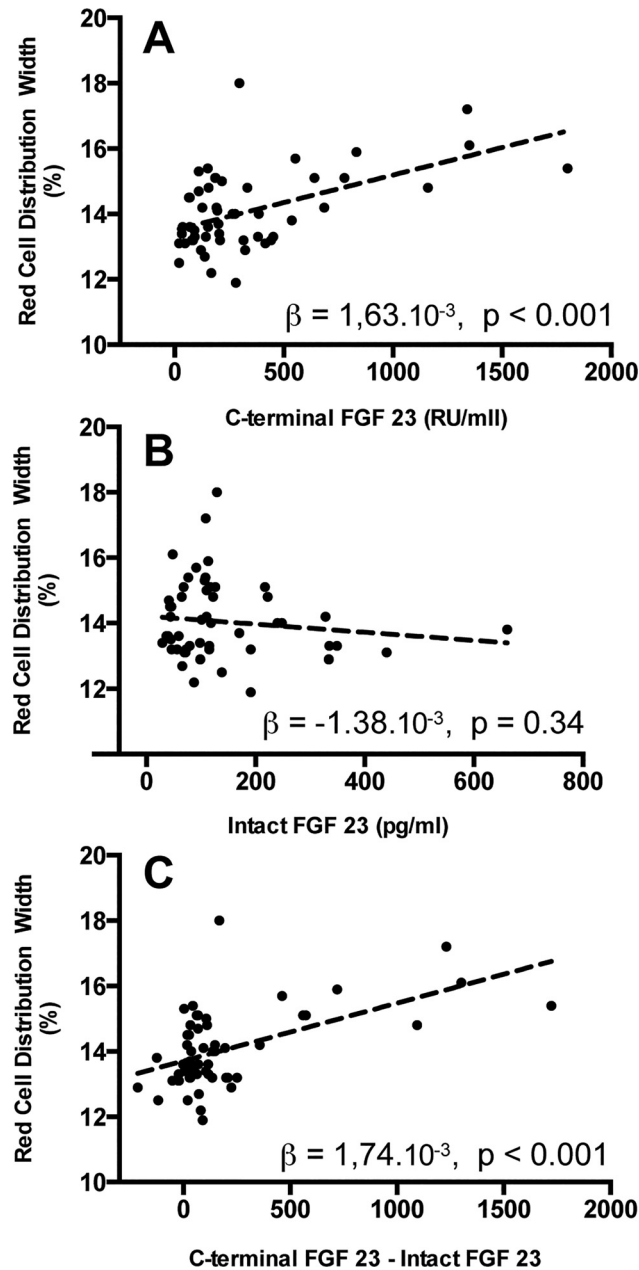 A
20
18
16
14
12
10
Red Cell Distribution Width
(%)
β = 1,63.10-3, p < 0.001
0 500 1000 1500 2000
C-terminal FGF 23 (RU/mll)
B
20
18
16
14
12
Red Cell Distribution Width
(%)
β = -1.38.10-3, p = 0.34
0 200 400 600 800
Intact FGF 23 (pg/ml)
C
20
18
16
14
12
10
Red Cell Distribution Width
(%)
β = 1,74.10-3, p < 0.001
0 500 1000 1500 2000
C-terminal FGF 23 - Intact FGF 23